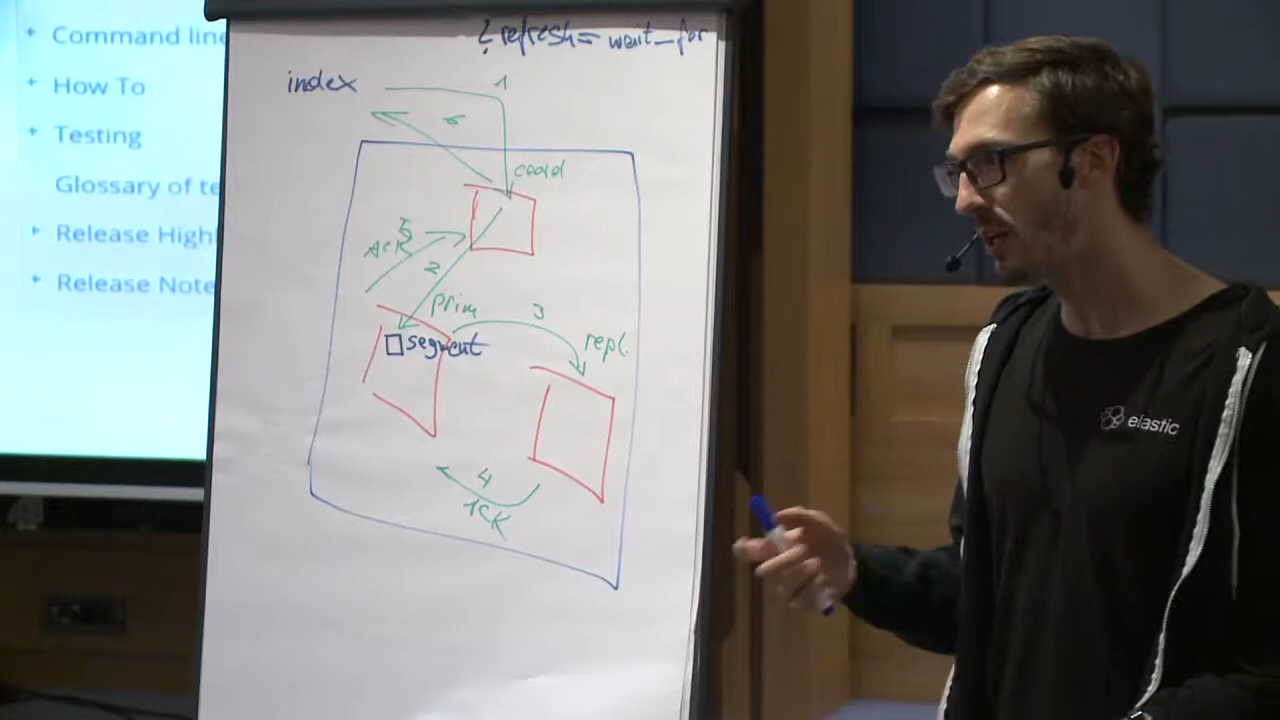 + Command line
+ How To
+ Testing
Glossary of te
+ Release High
+ Release Note
?refresh=wait_for
index
1
6
coord
5
ACK
2
prim
3
segment
repl.
4
ACK
elastic